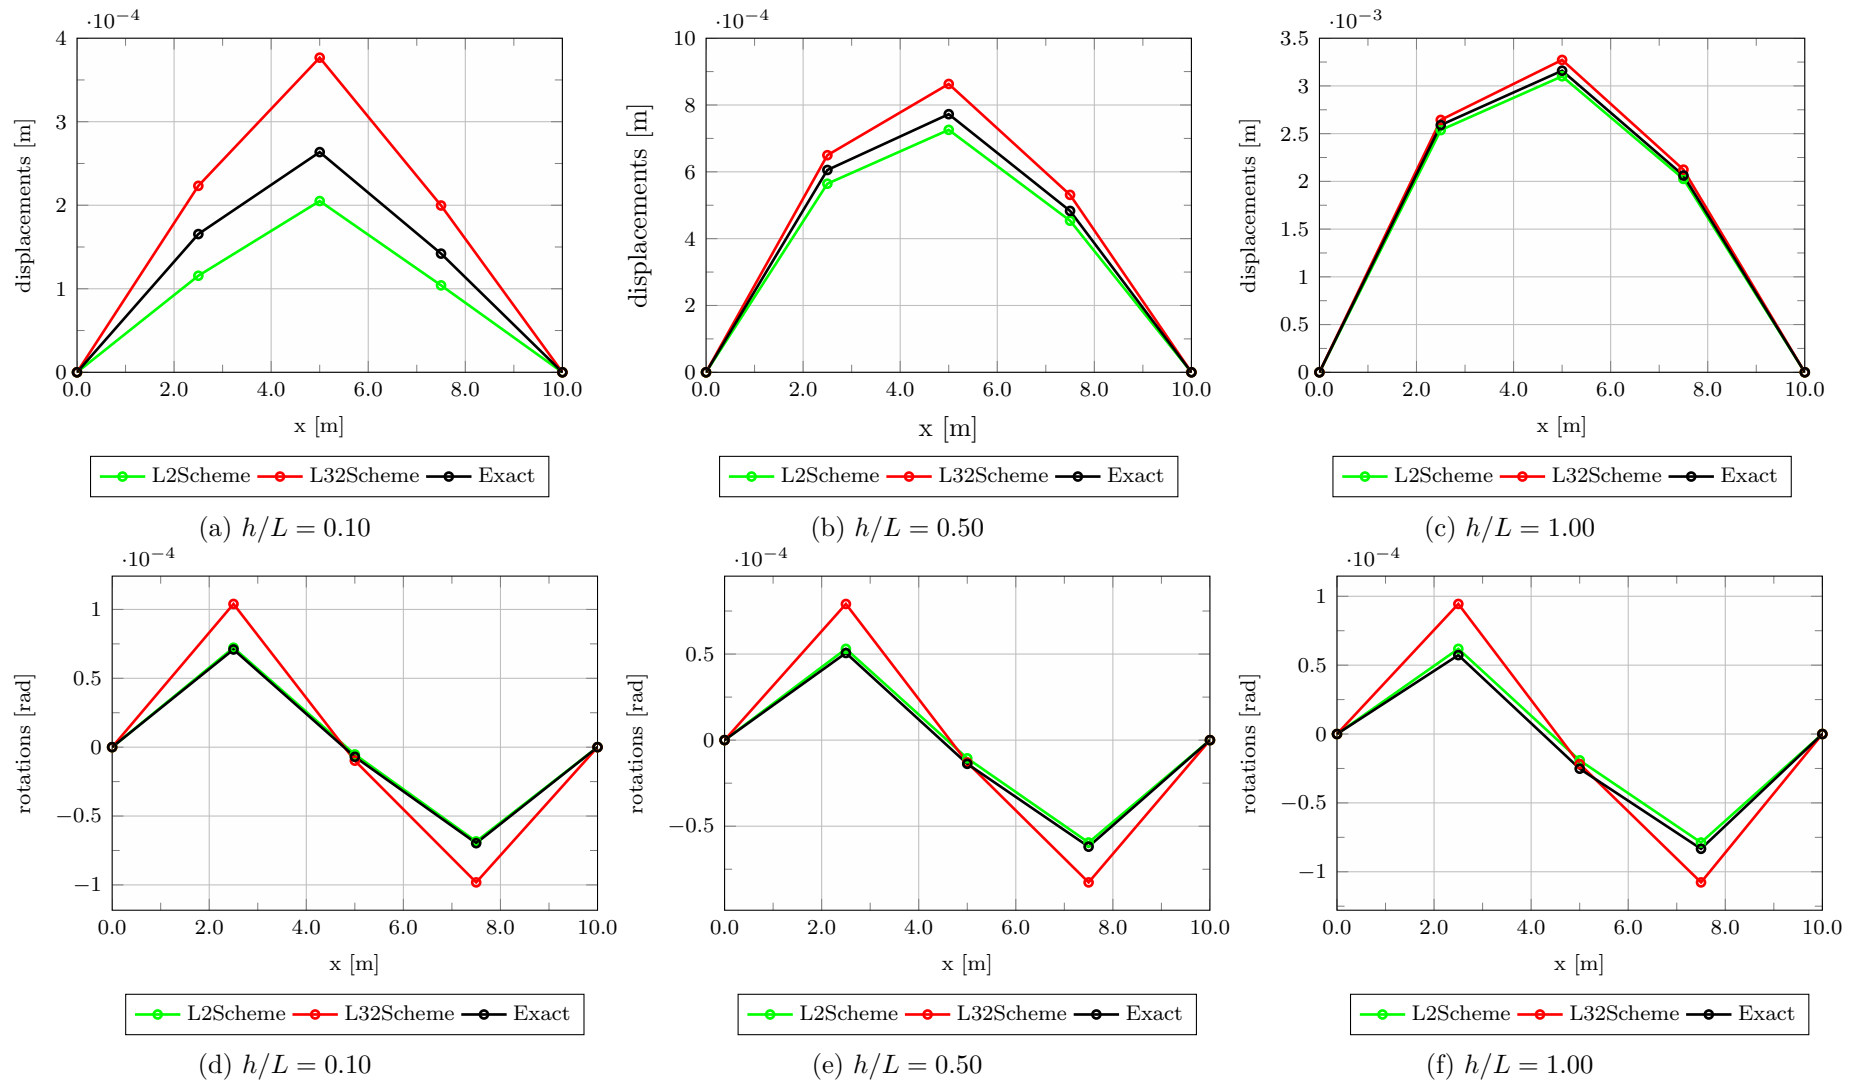 ·10⁻⁴
4
3
2
1
0
displacements [m]
0.0 2.0 4.0 6.0 8.0 10.0
x [m]
L2Scheme L32Scheme Exact
(a) h/L = 0.10
·10⁻⁴
10
8
6
4
2
0
displacements [m]
0.0 2.0 4.0 6.0 8.0 10.0
x [m]
L2Scheme L32Scheme Exact
(b) h/L = 0.50
·10⁻³
3.5
3
2.5
2
1.5
1
0.5
0
displacements [m]
0.0 2.0 4.0 6.0 8.0 10.0
x [m]
L2Scheme L32Scheme Exact
(c) h/L = 1.00
·10⁻⁴
1
0.5
0
−0.5
−1
rotations [rad]
0.0 2.0 4.0 6.0 8.0 10.0
x [m]
L2Scheme L32Scheme Exact
(d) h/L = 0.10
·10⁻⁴
0.5
0
−0.5
rotations [rad]
0.0 2.0 4.0 6.0 8.0 10.0
x [m]
L2Scheme L32Scheme Exact
(e) h/L = 0.50
·10⁻⁴
1
0.5
0
−0.5
−1
rotations [rad]
0.0 2.0 4.0 6.0 8.0 10.0
x [m]
L2Scheme L32Scheme Exact
(f) h/L = 1.00